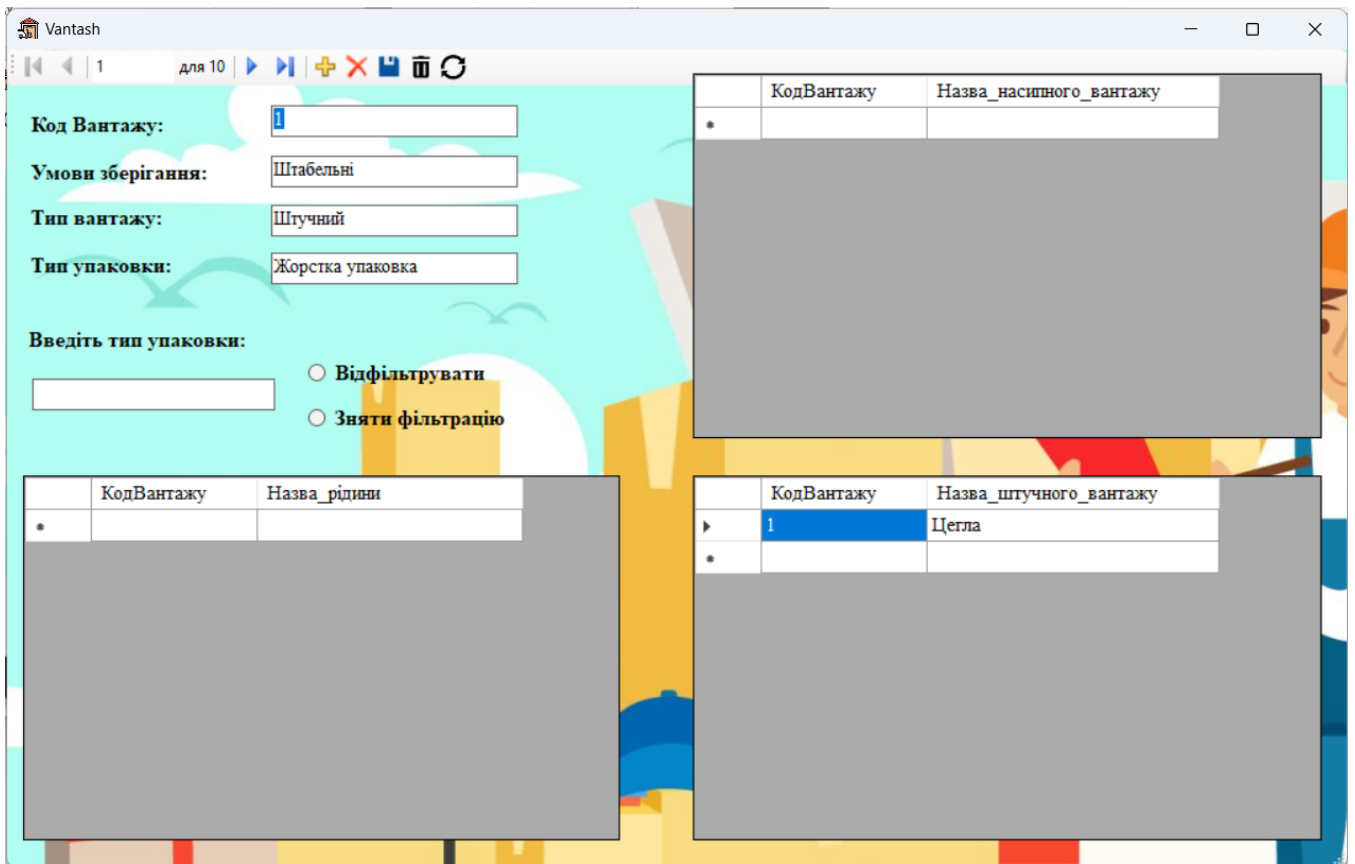 Vantash
1 для 10
Код Вантажу: 1
Умови зберігання: Штабельні
Тип вантажу: Штучний
Тип упаковки: Жорстка упаковка
Введіть тип упаковки:
Відфільтрувати
Зняти фільтрацію
КодВантажу Назва_насипного_вантажу
КодВантажу Назва_рідини
КодВантажу Назва_штучного_вантажу
1 Цегла